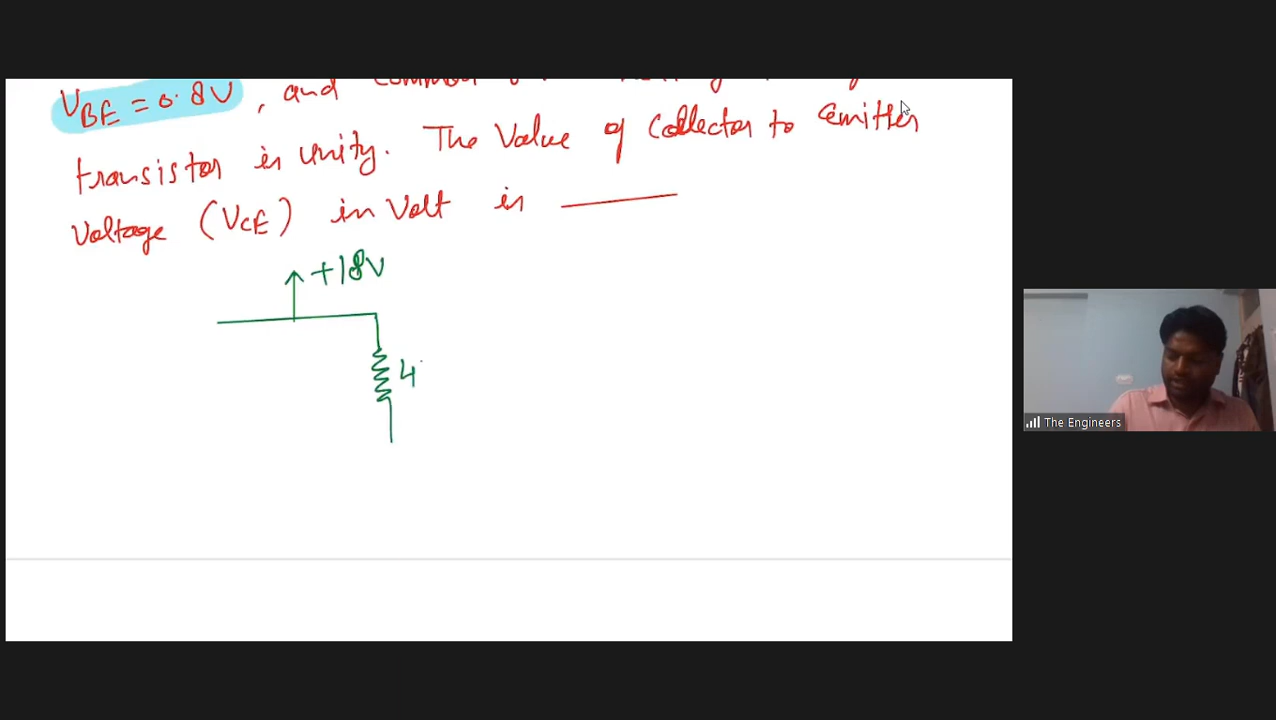 VBE = 0.8V, and common
transistor is unity. The Value of Collector to emitter
Voltage (VCE) in Volt is
+18V
4
The Engineers